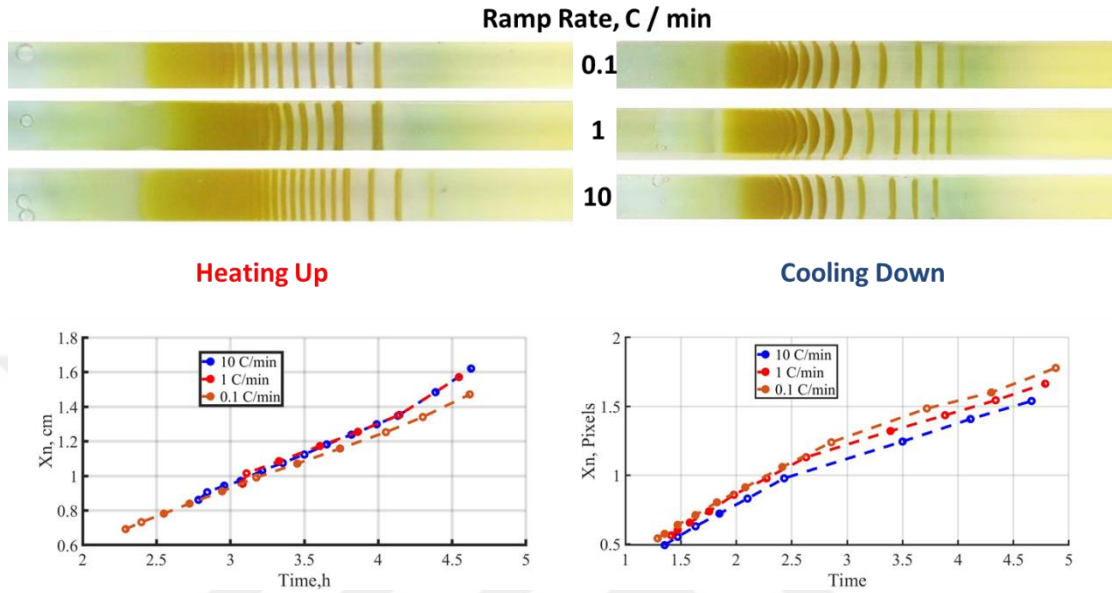 Ramp Rate, C / min
0.1
1
10
Heating Up
Cooling Down
1.8
1.6
1.4
1.2
1
0.8
0.6
Xn, cm
10 C/min
1 C/min
0.1 C/min
2
2.5
3
3.5
4
4.5
5
Time,h
2
1.5
1
0.5
Xn, Pixels
10 C/min
1 C/min
0.1 C/min
1
1.5
2
2.5
3
3.5
4
4.5
5
Time